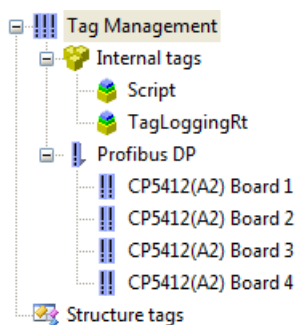 Tag Management
Internal tags
Script
TagLoggingRt
Profibus DP
CP5412(A2) Board 1
CP5412(A2) Board 2
CP5412(A2) Board 3
CP5412(A2) Board 4
Structure tags